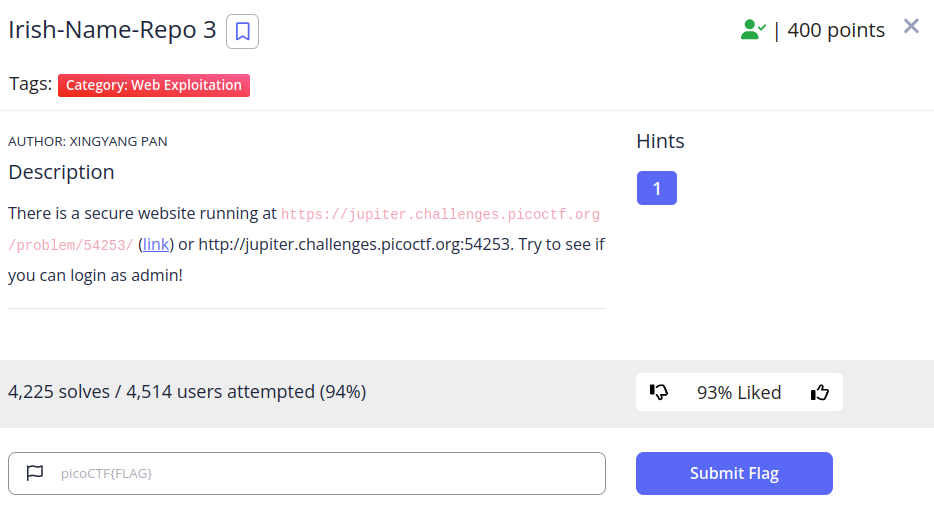 Irish-Name-Repo 3
| 400 points
Tags: Category: Web Exploitation
AUTHOR: XINGYANG PAN
Hints
Description
1
There is a secure website running at https://jupiter.challenges.picoctf.org
/problem/54253/ (link) or http://jupiter.challenges.picoctf.org:54253. Try to see if
you can login as admin!
4,225 solves / 4,514 users attempted (94%)
93% Liked
picoCTF{FLAG}
Submit Flag